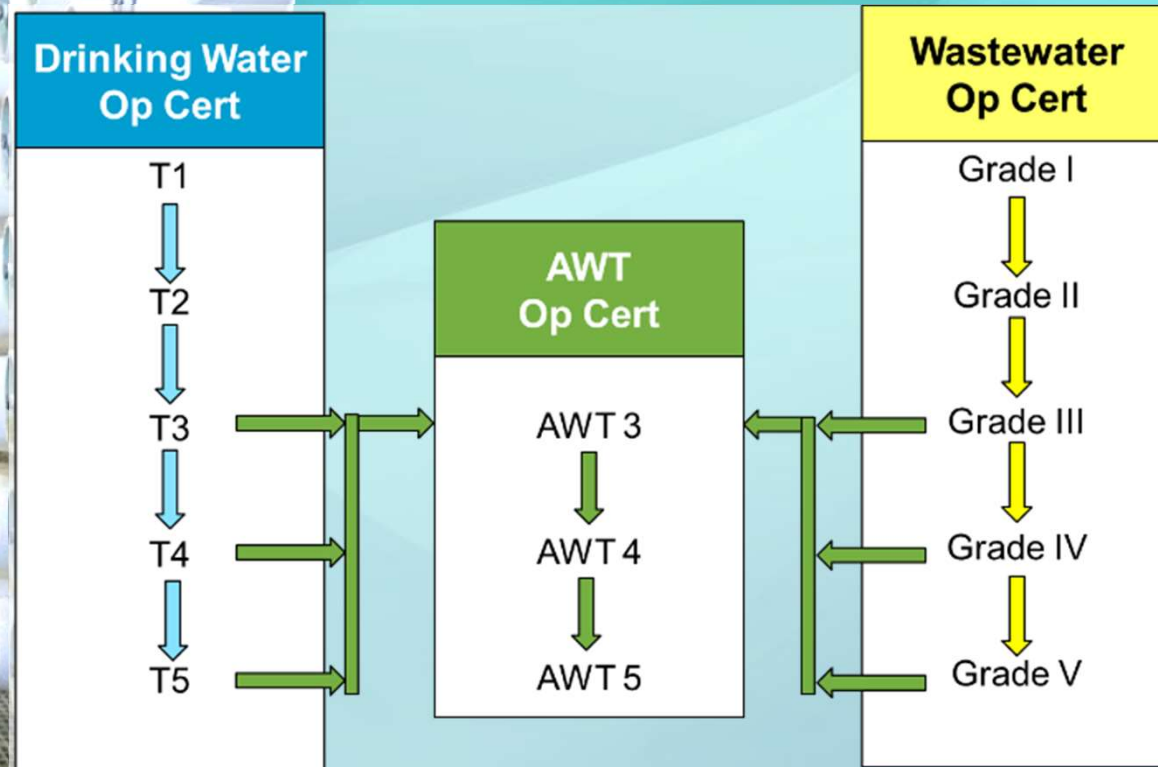 Drinking Water
Op Cert
T1
T2
T3
T4
T5
AWT
Op Cert
AWT 3
AWT 4
AWT 5
Wastewater
Op Cert
Grade I
Grade II
Grade III
Grade IV
Grade V